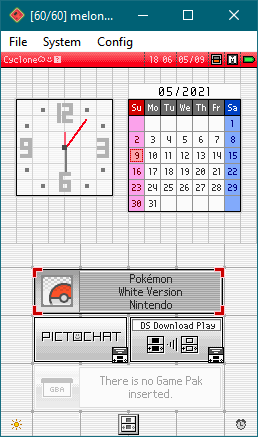 [60/60] melon...
File System Config
Cyclone 18 06 05/09 M
05/2021
Su Mo Tu We Th Fr Sa
1
2 3 4 5 6 7 8
9 10 11 12 13 14 15
16 17 18 19 20 21 22
23 24 25 26 27 28 29
30 31
12
9 3
6
Pokémon
White Version
Nintendo
PICTOCHAT
DS Download Play
GBA
There is no Game Pak
inserted.